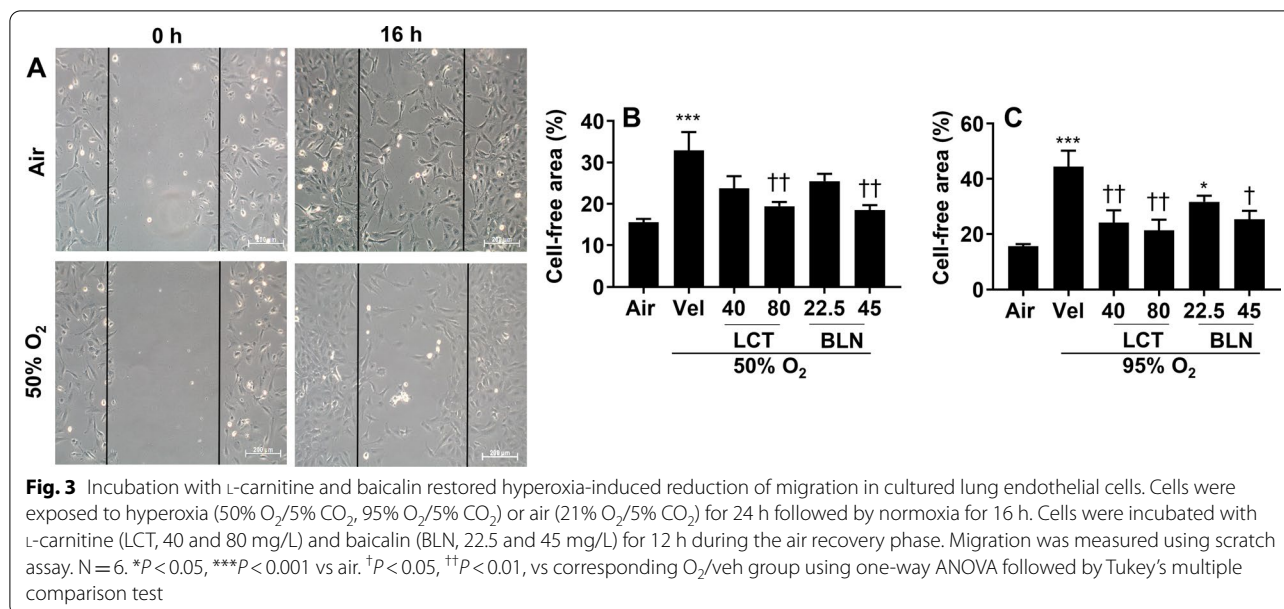 0 h
16 h
A
Air
50% O₂
200 μm
200 μm
200 μm
B
Cell-free area (%)
40
30
20
10
0
***
††
††
Air Vel 40 80 22.5 45
LCT BLN
50% O₂
C
Cell-free area (%)
60
40
20
0
***
††
††
*
†
Air Vel 40 80 22.5 45
LCT BLN
95% O₂
Fig. 3 Incubation with L-carnitine and baicalin restored hyperoxia-induced reduction of migration in cultured lung endothelial cells. Cells were
exposed to hyperoxia (50% O₂/5% CO₂, 95% O₂/5% CO₂) or air (21% O₂/5% CO₂) for 24 h followed by normoxia for 16 h. Cells were incubated with
L-carnitine (LCT, 40 and 80 mg/L) and baicalin (BLN, 22.5 and 45 mg/L) for 12 h during the air recovery phase. Migration was measured using scratch
assay. N = 6. *P < 0.05, ***P < 0.001 vs air. †P < 0.05, ††P < 0.01, vs corresponding O₂/veh group using one-way ANOVA followed by Tukey's multiple
comparison test